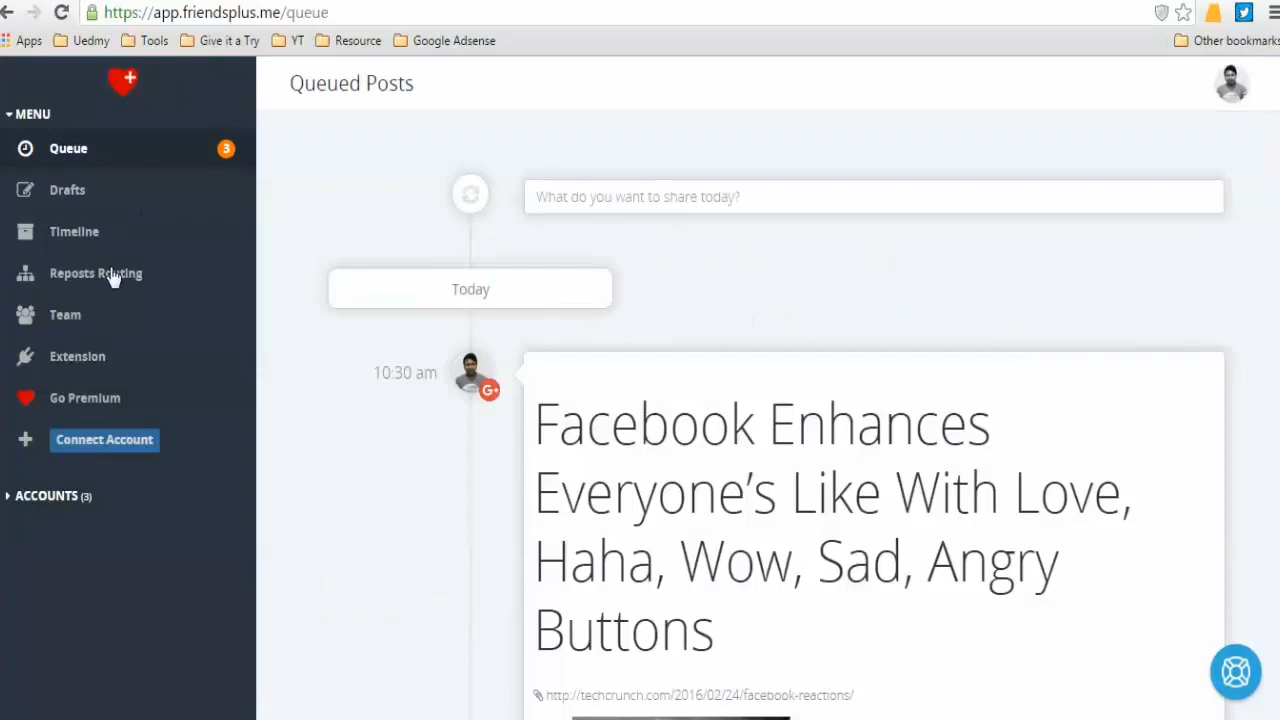 https://app.friendsplus.me/queue
Apps Uedmy Tools Give it a Try YT Resource Google Adsense Other bookmarks
MENU
Queue 3
Drafts
Timeline
Reposts Routing
Team
Extension
Go Premium
Connect Account
ACCOUNTS (3)
Queued Posts
What do you want to share today?
Today
10:30 am
G+
Facebook Enhances
Everyone’s Like With Love,
Haha, Wow, Sad, Angry
Buttons
http://techcrunch.com/2016/02/24/facebook-reactions/